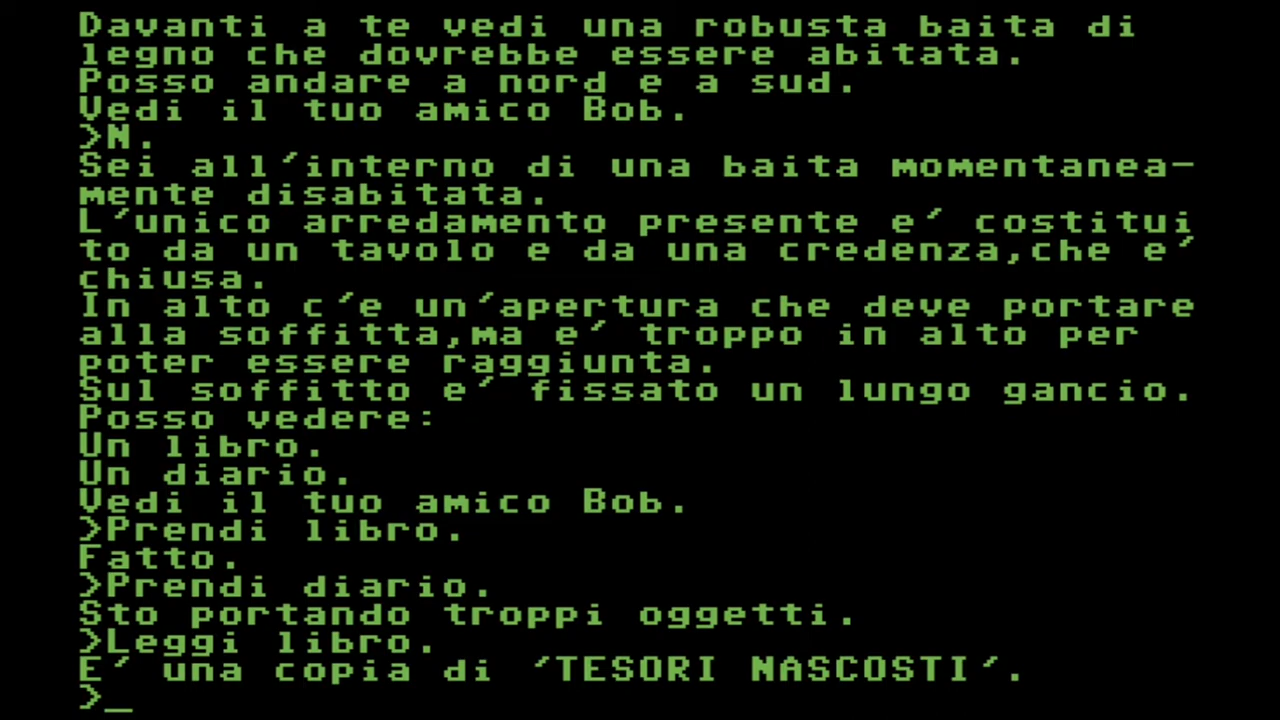 Davanti a te vedi una robusta baita di
legno che dovrebbe essere abitata.
Posso andare a nord e a sud.
Vedi il tuo amico Bob.
>N.
Sei all'interno di una baita momentanea-
mente disabitata.
L'unico arredamento presente e' costitui
to da un tavolo e da una credenza,che e'
chiusa.
In alto c'e un'apertura che deve portare
alla soffitta,ma e' troppo in alto per
poter essere raggiunta.
Sul soffitto e' fissato un lungo gancio.
Posso vedere:
Un libro.
Un diario.
Vedi il tuo amico Bob.
>Prendi libro.
Fatto.
>Prendi diario.
Sto portando troppi oggetti.
>Leggi libro.
E' una copia di 'TESORI NASCOSTI'.
>_